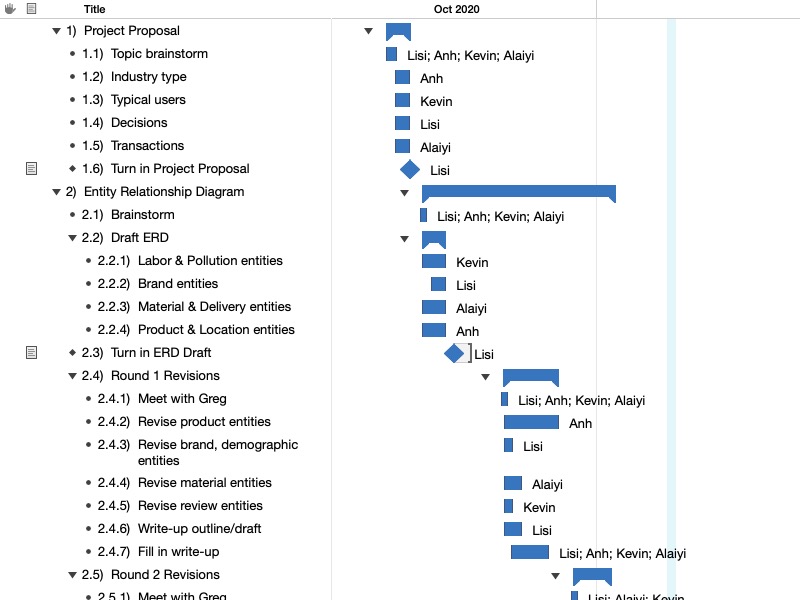 Title Oct 2020
1) Project Proposal
1.1) Topic brainstorm Lisi; Anh; Kevin; Alaiyi
1.2) Industry type Anh
1.3) Typical users Kevin
1.4) Decisions Lisi
1.5) Transactions Alaiyi
1.6) Turn in Project Proposal Lisi
2) Entity Relationship Diagram
2.1) Brainstorm Lisi; Anh; Kevin; Alaiyi
2.2) Draft ERD
2.2.1) Labor & Pollution entities Kevin
2.2.2) Brand entities Lisi
2.2.3) Material & Delivery entities Alaiyi
2.2.4) Product & Location entities Anh
2.3) Turn in ERD Draft Lisi
2.4) Round 1 Revisions
2.4.1) Meet with Greg Lisi; Anh; Kevin; Alaiyi
2.4.2) Revise product entities Anh
2.4.3) Revise brand, demographic Lisi
entities
2.4.4) Revise material entities Alaiyi
2.4.5) Revise review entities Kevin
2.4.6) Write-up outline/draft Lisi
2.4.7) Fill in write-up Lisi; Anh; Kevin; Alaiyi
2.5) Round 2 Revisions
2.5.1) Meet with Greg Lisi; Alaiyi; Kevin